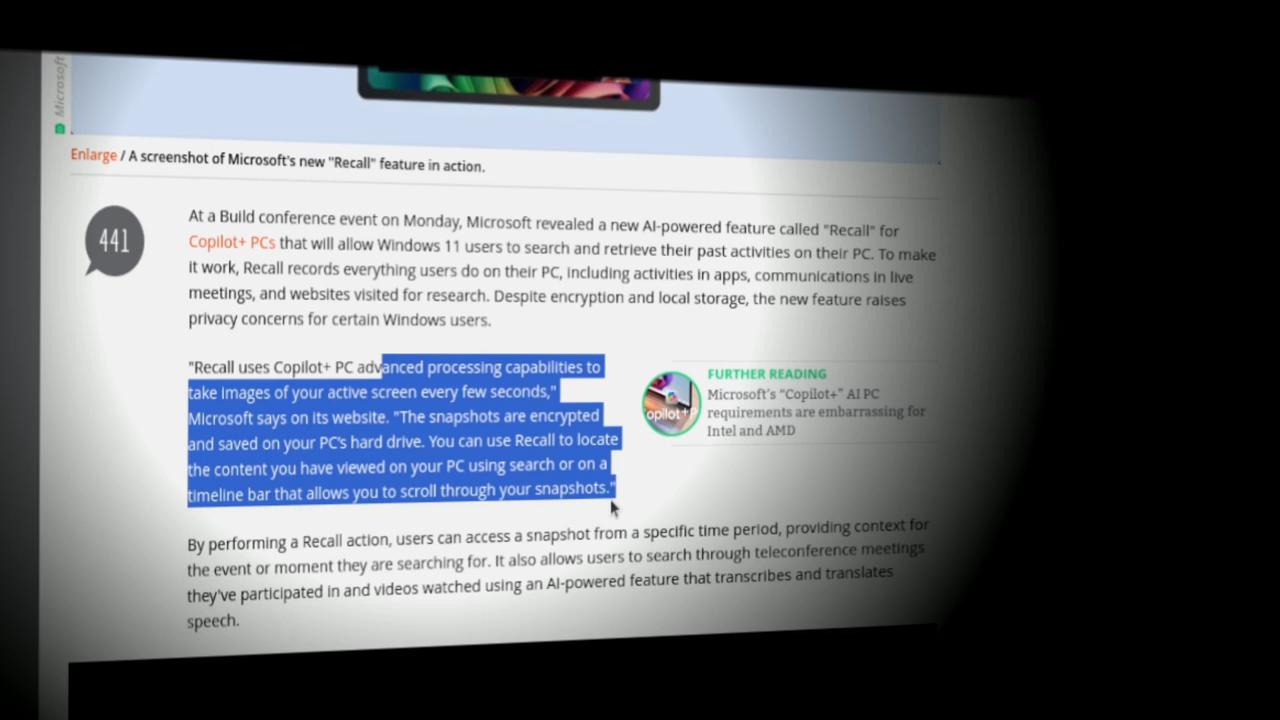 Microsoft
Enlarge / A screenshot of Microsoft's new "Recall" feature in action.
441
At a Build conference event on Monday, Microsoft revealed a new AI-powered feature called "Recall" for
Copilot+ PCs that will allow Windows 11 users to search and retrieve their past activities on their PC. To make
it work, Recall records everything users do on their PC, including activities in apps, communications in live
meetings, and websites visited for research. Despite encryption and local storage, the new feature raises
privacy concerns for certain Windows users.
"Recall uses Copilot+ PC advanced processing capabilities to
take images of your active screen every few seconds,"
Microsoft says on its website. "The snapshots are encrypted
and saved on your PC's hard drive. You can use Recall to locate
the content you have viewed on your PC using search or on a
timeline bar that allows you to scroll through your snapshots."
FURTHER READING
opilot+P
Microsoft's “Copilot+” AI PC
requirements are embarrassing for
Intel and AMD
By performing a Recall action, users can access a snapshot from a specific time period, providing context for
the event or moment they are searching for. It also allows users to search through teleconference meetings
they've participated in and videos watched using an AI-powered feature that transcribes and translates
speech.